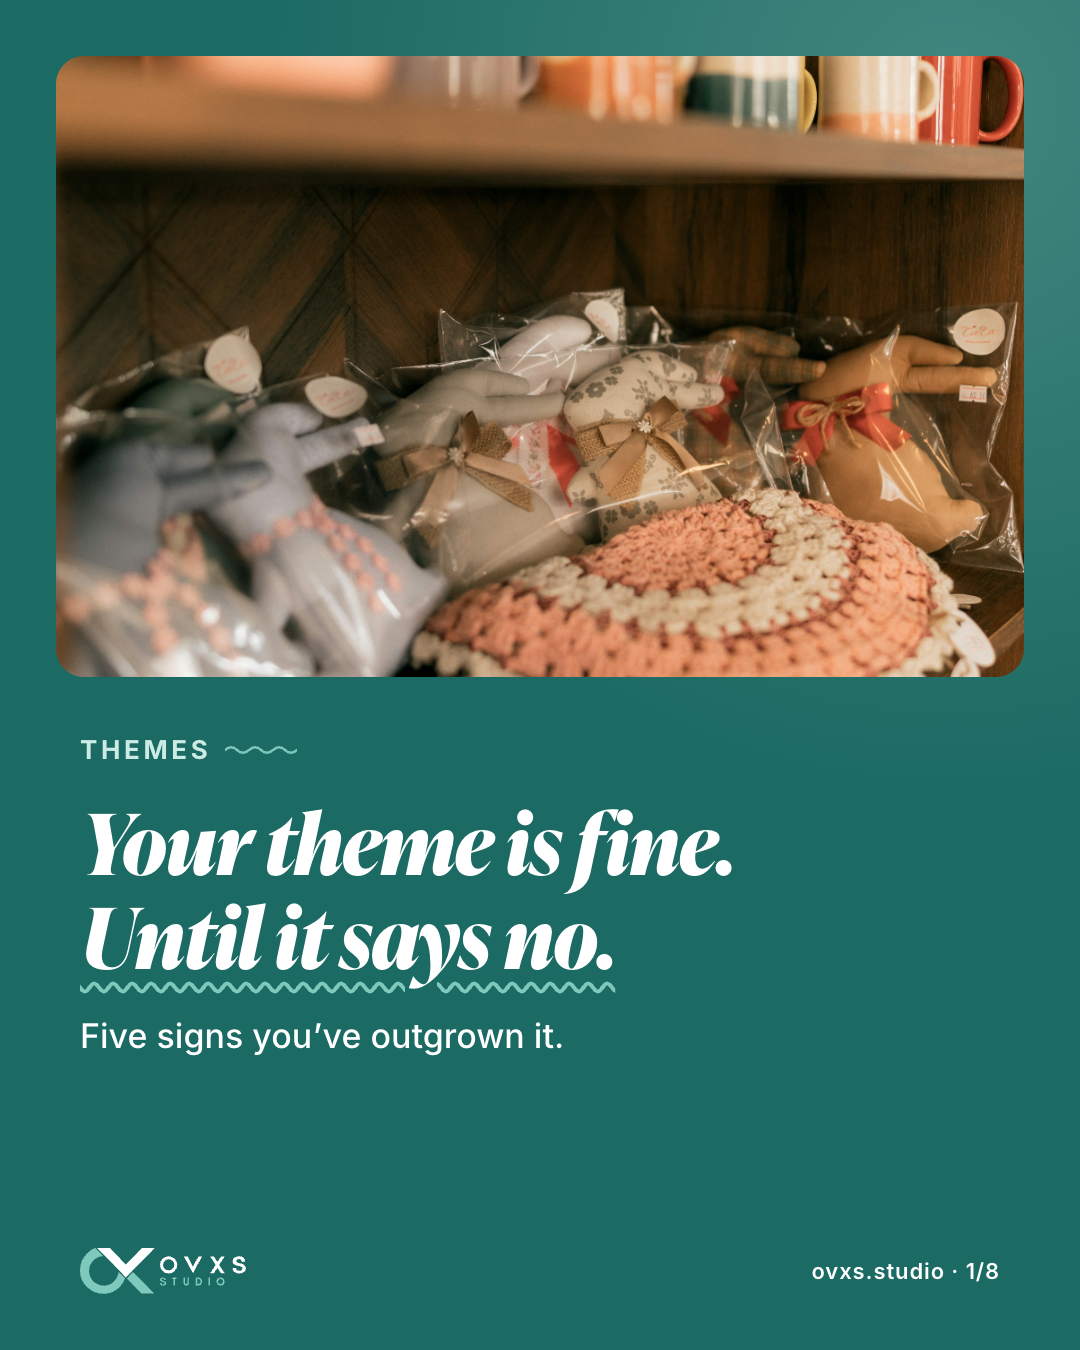 THEMES
Your theme is fine.
Until it says no.
Five signs you’ve outgrown it.
OVXS
STUDIO
ovxs.studio · 1/8